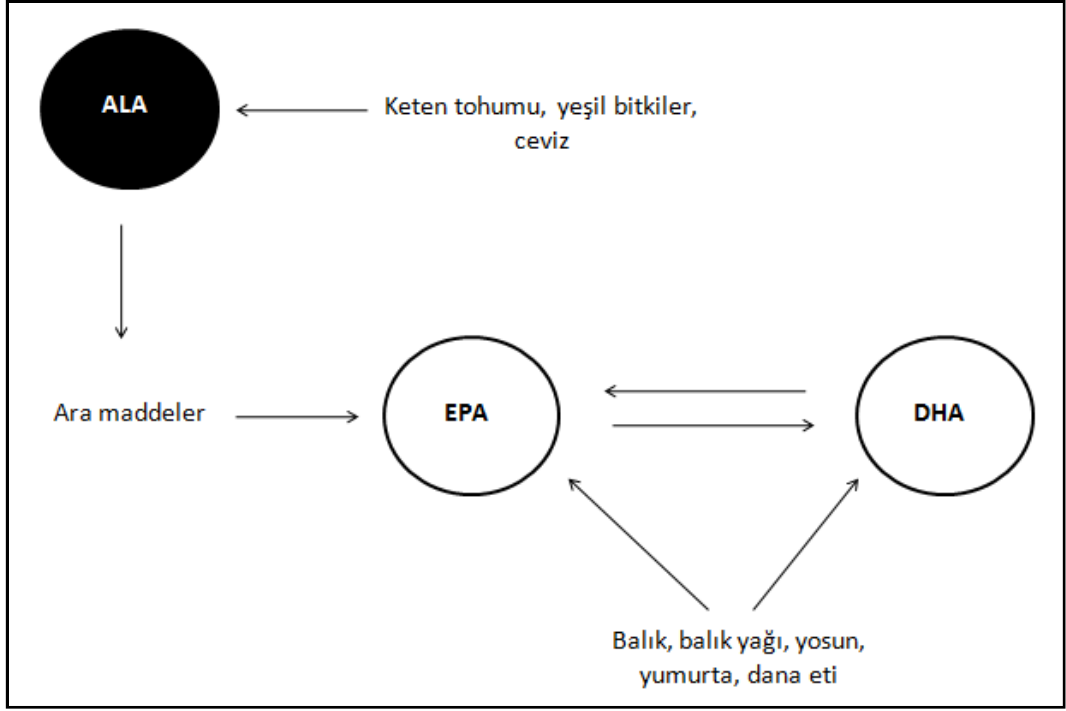 ALA
Keten tohumu, yeşil bitkiler,
ceviz
Ara maddeler
EPA
DHA
Balık, balık yağı, yosun,
yumurta, dana eti